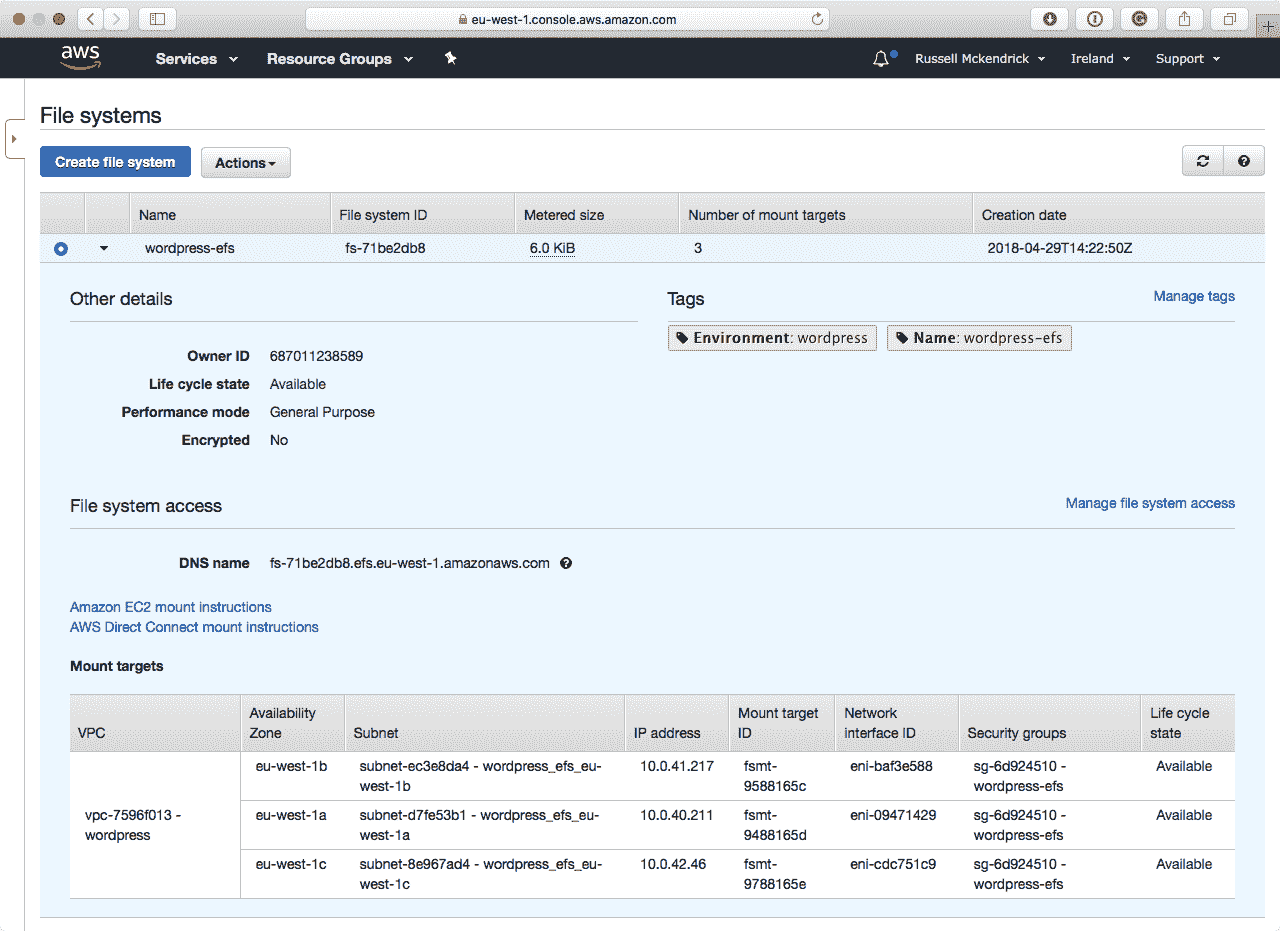 eu-west-1.console.aws.amazon.com
aws Services Resource Groups Russell Mckendrick Ireland Support
File systems
Create file system Actions
Name File system ID Metered size Number of mount targets Creation date
wordpress-efs fs-71be2db8 6.0 KiB 3 2018-04-29T14:22:50Z
Other details
Tags Manage tags
Environment: wordpress Name: wordpress-efs
Owner ID 687011238589
Life cycle state Available
Performance mode General Purpose
Encrypted No
File system access Manage file system access
DNS name fs-71be2db8.efs.eu-west-1.amazonaws.com
Amazon EC2 mount instructions
AWS Direct Connect mount instructions
Mount targets
VPC Availability Zone Subnet IP address Mount target ID Network interface ID Security groups Life cycle state
vpc-7596f013 - wordpress
eu-west-1b subnet-ec3e8da4 - wordpress_efs_eu-west-1b 10.0.41.217 fsmt-9588165c eni-baf3e588 sg-6d924510 - wordpress-efs Available
eu-west-1a subnet-d7fe53b1 - wordpress_efs_eu-west-1a 10.0.40.211 fsmt-9488165d eni-09471429 sg-6d924510 - wordpress-efs Available
eu-west-1c subnet-8e967ad4 - wordpress_efs_eu-west-1c 10.0.42.46 fsmt-9788165e eni-cdc751c9 sg-6d924510 - wordpress-efs Available